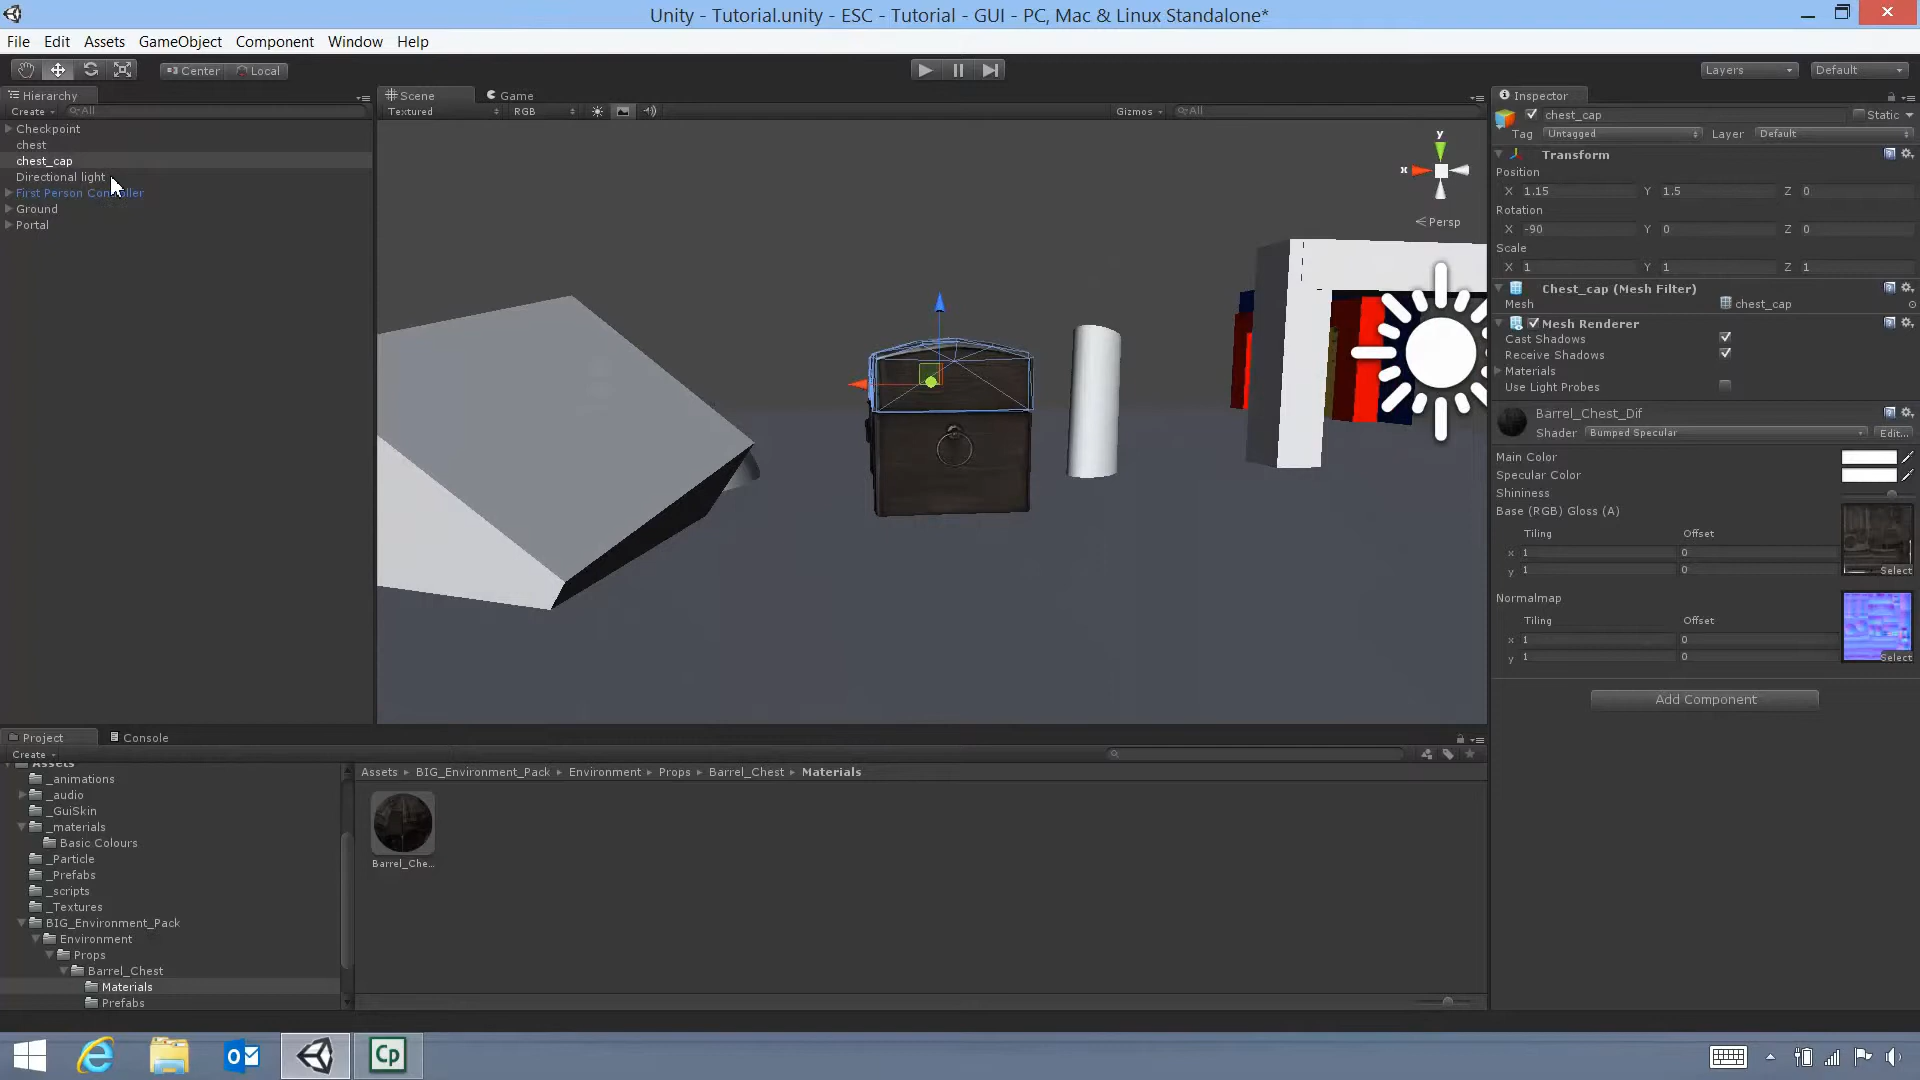 Unity - Tutorial.unity - ESC - Tutorial - GUI - PC, Mac & Linux Standalone*
File Edit Assets GameObject Component Window Help
Center Local Layers Default
Hierarchy
Create All
Checkpoint
chest
chest_cap
Directional light
First Person Controller
Ground
Portal
Scene Game
Textured RGB Gizmos All
y
x
Persp
Inspector
chest_cap Static
Tag Untagged Layer Default
Transform
Position
X 1.15 Y 1.5 Z 0
Rotation
X -90 Y 0 Z 0
Scale
X 1 Y 1 Z 1
Chest_cap (Mesh Filter)
Mesh chest_cap
Mesh Renderer
Cast Shadows
Receive Shadows
Materials
Use Light Probes
Barrel_Chest_Dif
Shader Bumped Specular Edit...
Main Color
Specular Color
Shininess
Base (RGB) Gloss (A)
Tiling Offset
x 1 0
y 1 0
Select
Normalmap
Tiling Offset
x 1 0
y 1 0
Select
Add Component
Project Console
Create
Assets
_animations
_audio
_GuiSkin
_materials
Basic Colours
_Particle
_Prefabs
_scripts
_Textures
BIG_Environment_Pack
Environment
Props
Barrel_Chest
Materials
Prefabs
Assets BIG_Environment_Pack Environment Props Barrel_Chest Materials
Barrel_Che...
Cp